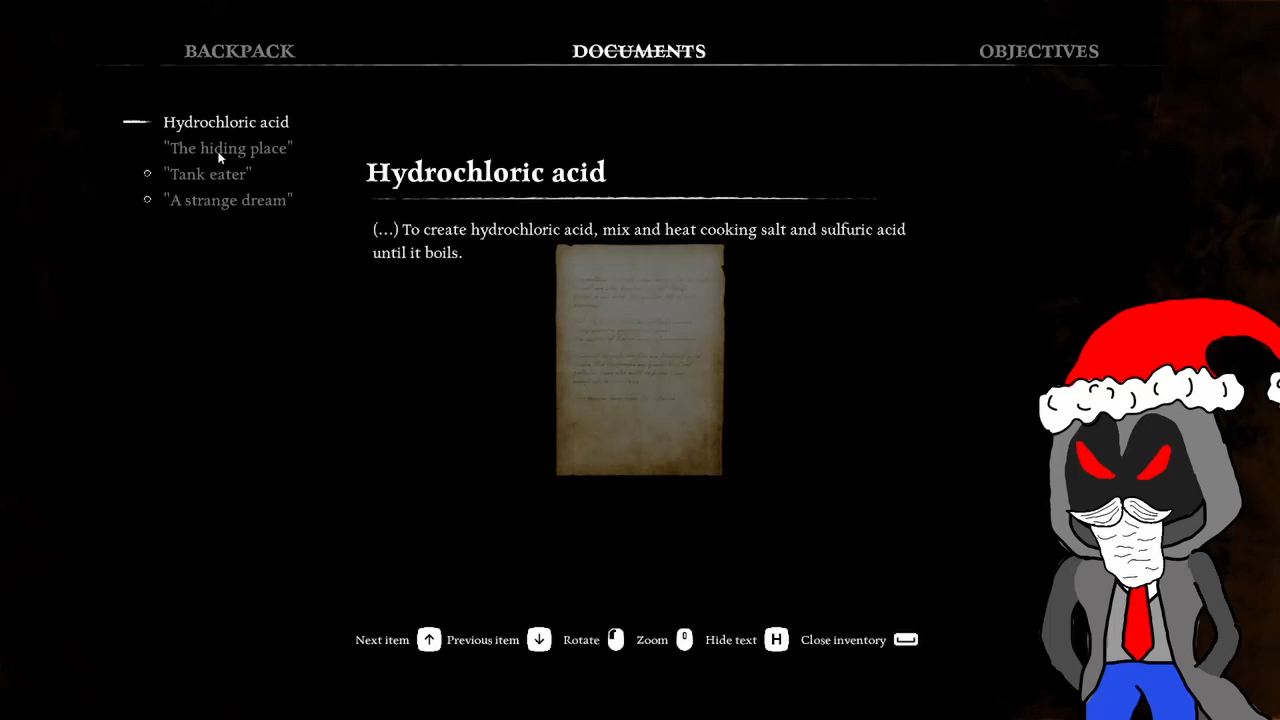 BACKPACK
DOCUMENTS
OBJECTIVES
Hydrochloric acid
"The hiding place"
"Tank eater"
"A strange dream"
Hydrochloric acid
(...) To create hydrochloric acid, mix and heat cooking salt and sulfuric acid
until it boils.
Next item ↑ Previous item ↓ Rotate Zoom Hide text H Close inventory